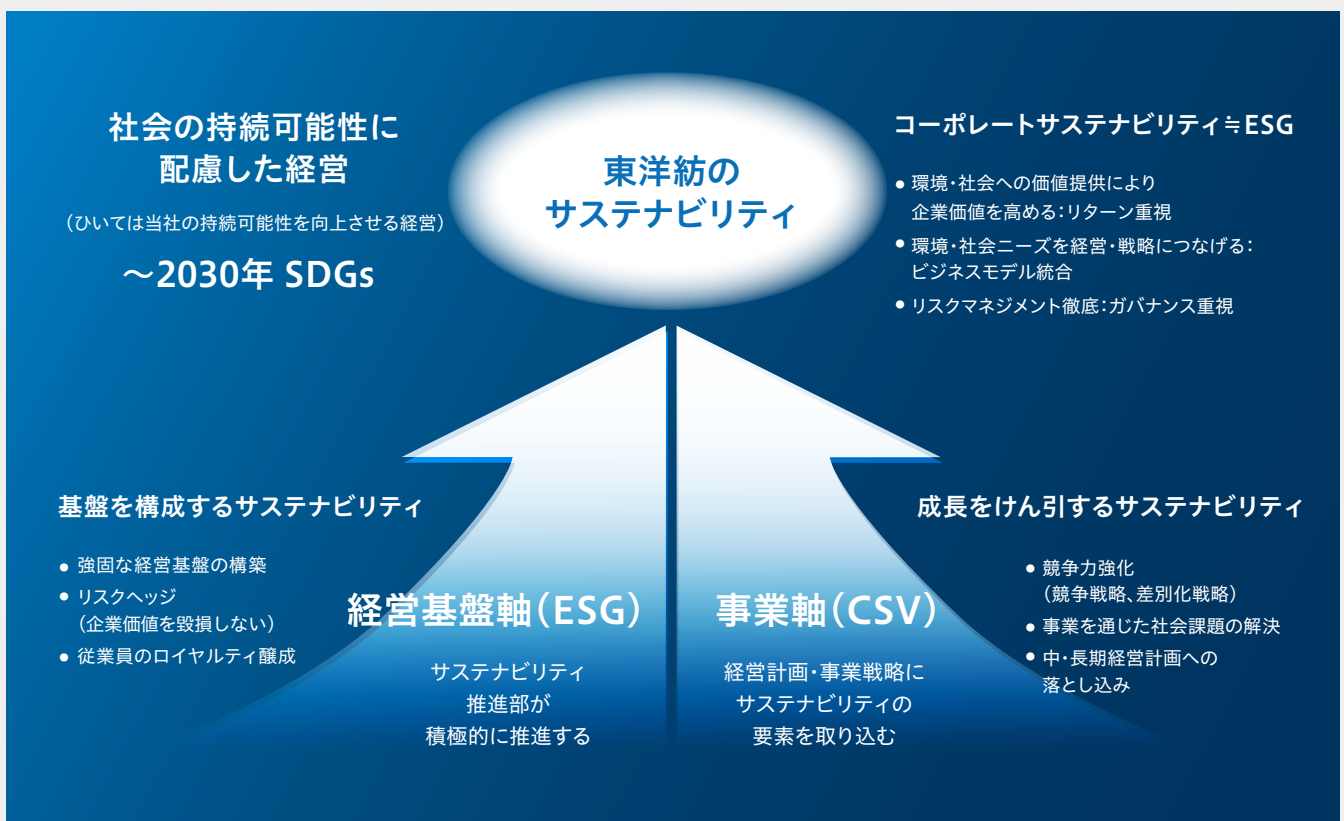 社会の持続可能性に
配慮した経営
（ひいては当社の持続可能性を向上させる経営）
～2030年 SDGs
東洋紡の
サステナビリティ
コーポレートサステナビリティ≒ESG
● 環境・社会への価値提供により
企業価値を高める：リターン重視
● 環境・社会ニーズを経営・戦略につなげる：
ビジネスモデル統合
● リスクマネジメント徹底：ガバナンス重視
基盤を構成するサステナビリティ
● 強固な経営基盤の構築
● リスクヘッジ
（企業価値を毀損しない）
● 従業員のロイヤルティ醸成
経営基盤軸（ESG）
サステナビリティ
推進部が
積極的に推進する
事業軸（CSV）
経営計画・事業戦略に
サステナビリティの
要素を取り込む
成長をけん引するサステナビリティ
● 競争力強化
（競争戦略、差別化戦略）
● 事業を通じた社会課題の解決
● 中・長期経営計画への
落とし込み